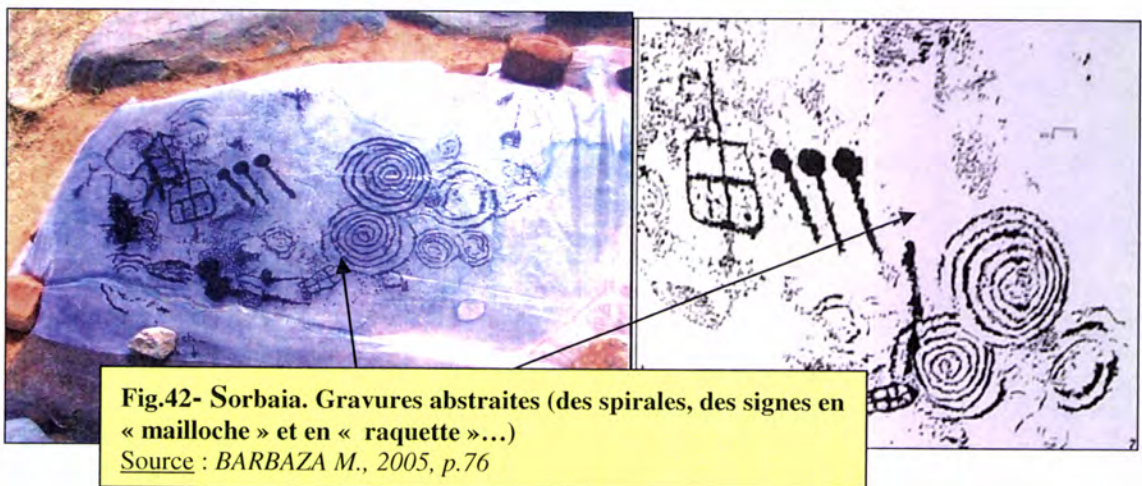 Fig.42- Sorbaia. Gravures abstraites (des spirales, des signes en
« mailloche » et en « raquette »…)
Source : BARBAZA M., 2005, p.76